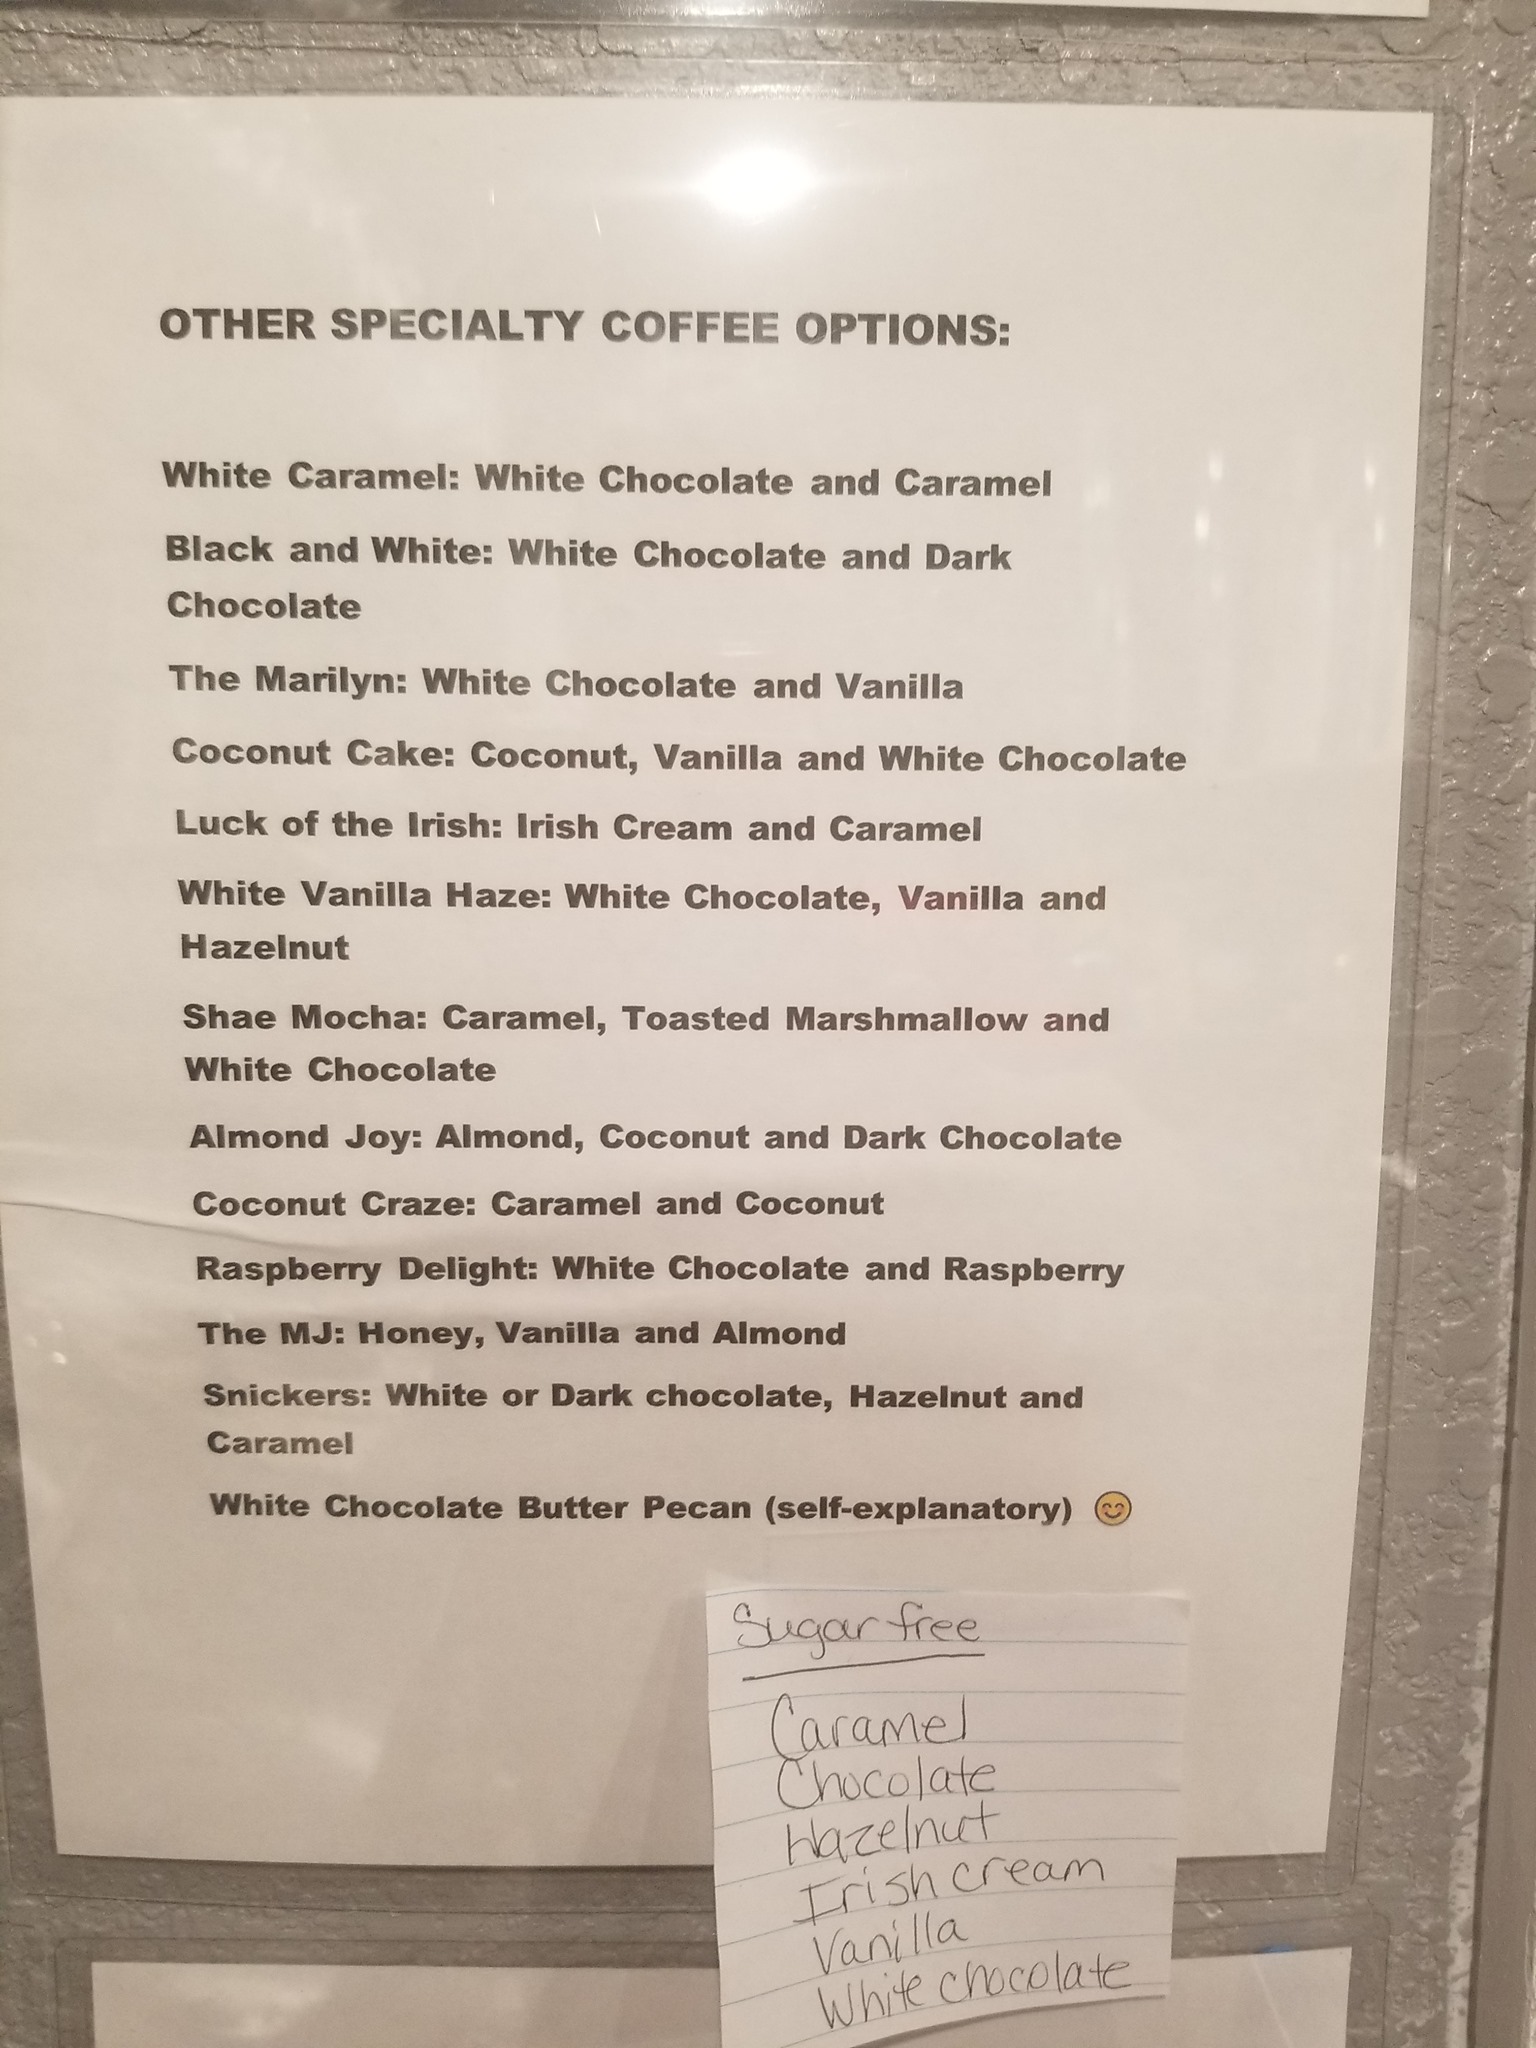 OTHER SPECIALTY COFFEE OPTIONS:
White Caramel: White Chocolate and Caramel
Black and White: White Chocolate and Dark
Chocolate
The Marilyn: White Chocolate and Vanilla
Coconut Cake: Coconut, Vanilla and White Chocolate
Luck of the Irish: Irish Cream and Caramel
White Vanilla Haze: White Chocolate, Vanilla and
Hazelnut
Shae Mocha: Caramel, Toasted Marshmallow and
White Chocolate
Almond Joy: Almond, Coconut and Dark Chocolate
Coconut Craze: Caramel and Coconut
Raspberry Delight: White Chocolate and Raspberry
The MJ: Honey, Vanilla and Almond
Snickers: White or Dark chocolate, Hazelnut and
Caramel
White Chocolate Butter Pecan (self-explanatory) 😊
Sugar free
Caramel
Chocolate
Hazelnut
Irish cream
Vanilla
White chocolate